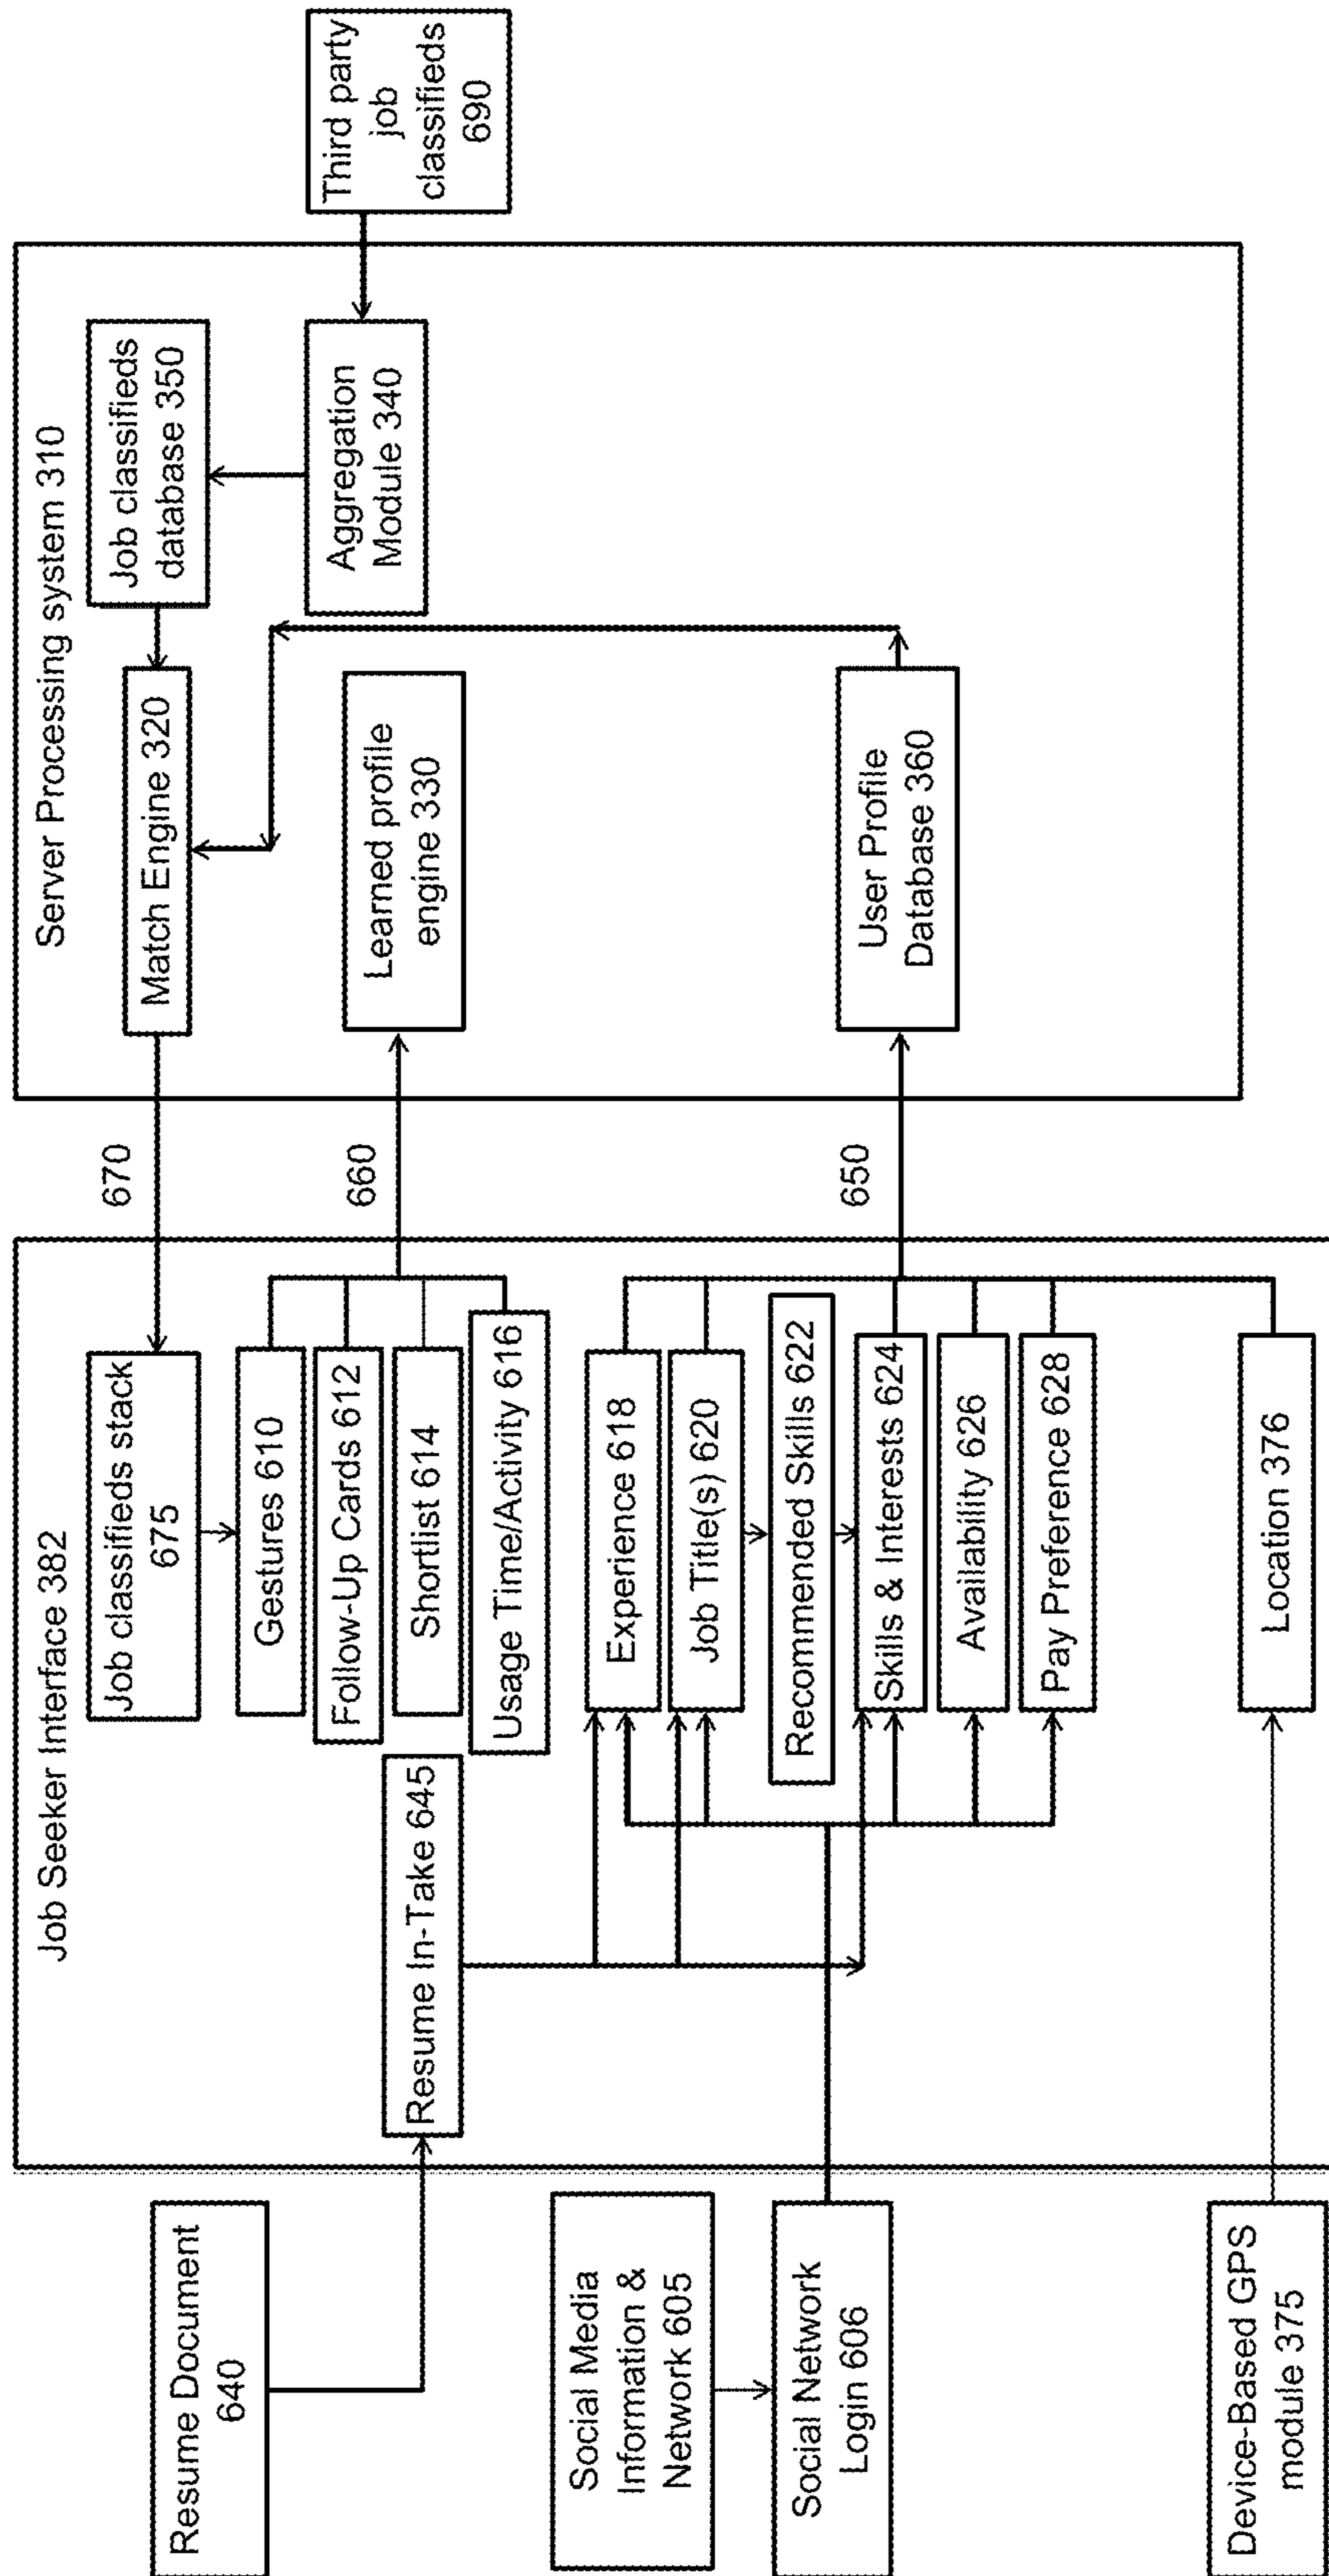 Resume Document
640
Social Media
Information &
Network 605
Social Network
Login 606
Device-Based GPS
module 375
Job Seeker Interface 382
Resume In-Take 645
Job classifieds stack
675
Gestures 610
Follow-Up Cards 612
Shortlist 614
Usage Time/Activity 616
Experience 618
Job Title(s) 620
Recommended Skills 622
Skills & Interests 624
Availability 626
Pay Preference 628
Location 376
670
660
650
Server Processing system 310
Match Engine 320
Learned profile
engine 330
User Profile
Database 360
Job classifieds
database 350
Aggregation
Module 340
Third party
job
classifieds
690